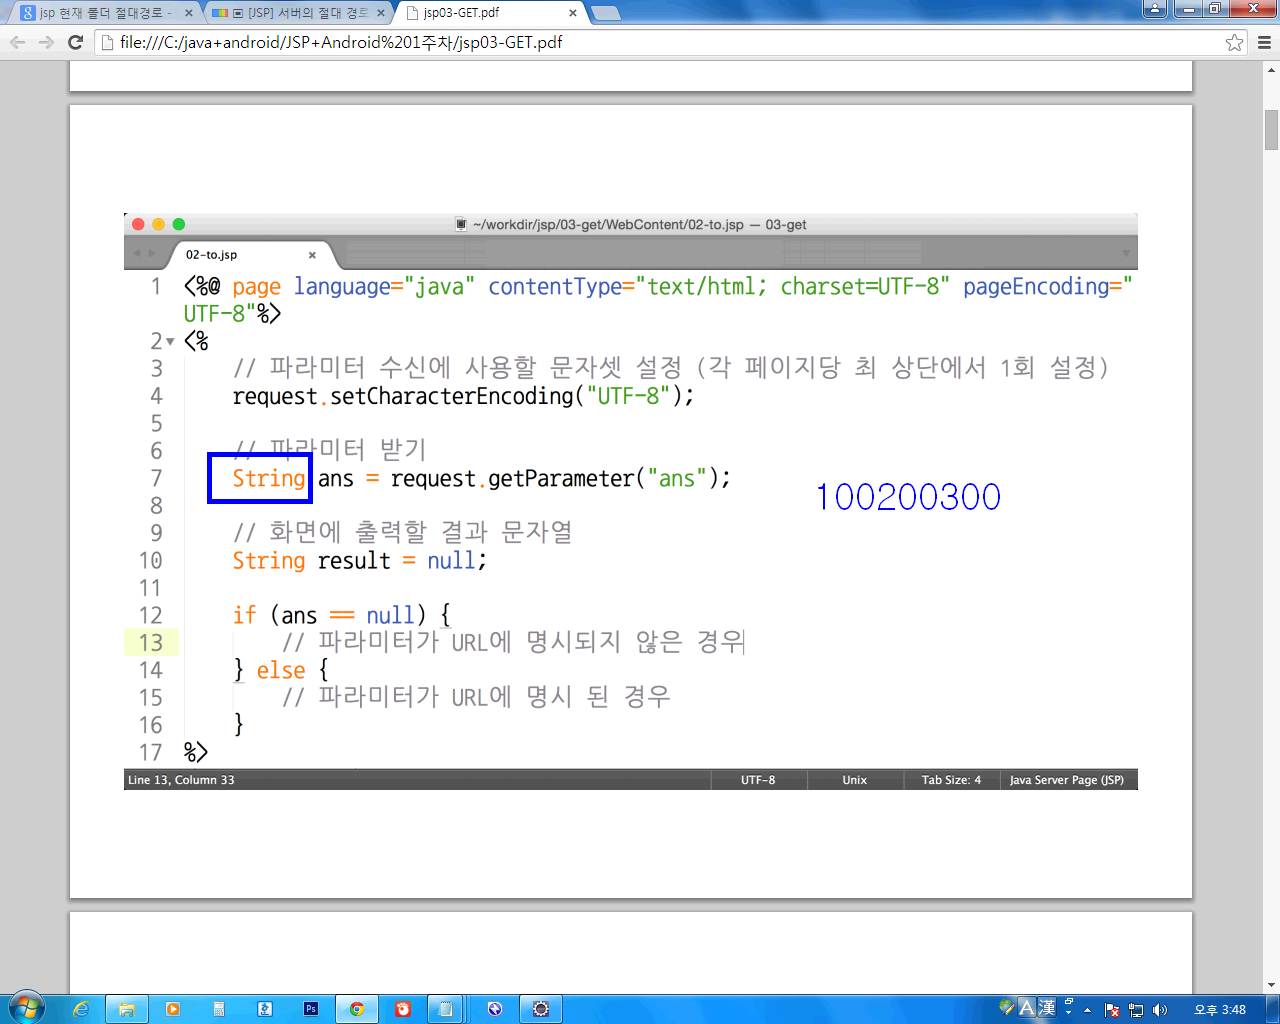 jsp 현재 폴더 절대경로 -
[JSP] 서버의 절대 경로
jsp03-GET.pdf
file:///C:/java+android/JSP+Android%201주차/jsp03-GET.pdf
~/workdir/jsp/03-get/WebContent/02-to.jsp — 03-get
02-to.jsp
1 <%@ page language="java" contentType="text/html; charset=UTF-8" pageEncoding="
UTF-8"%>
2 <%
3 // 파라미터 수신에 사용할 문자셋 설정 (각 페이지당 최 상단에서 1회 설정)
4 request.setCharacterEncoding("UTF-8");
5
6 // 파라미터 받기
7 String ans = request.getParameter("ans");
100200300
8
9 // 화면에 출력할 결과 문자열
10 String result = null;
11
12 if (ans == null) {
13 // 파라미터가 URL에 명시되지 않은 경우
14 } else {
15 // 파라미터가 URL에 명시 된 경우
16 }
17 %>
Line 13, Column 33 UTF-8 Unix Tab Size: 4 Java Server Page (JSP)
Ps
A 漢
오후 3:48